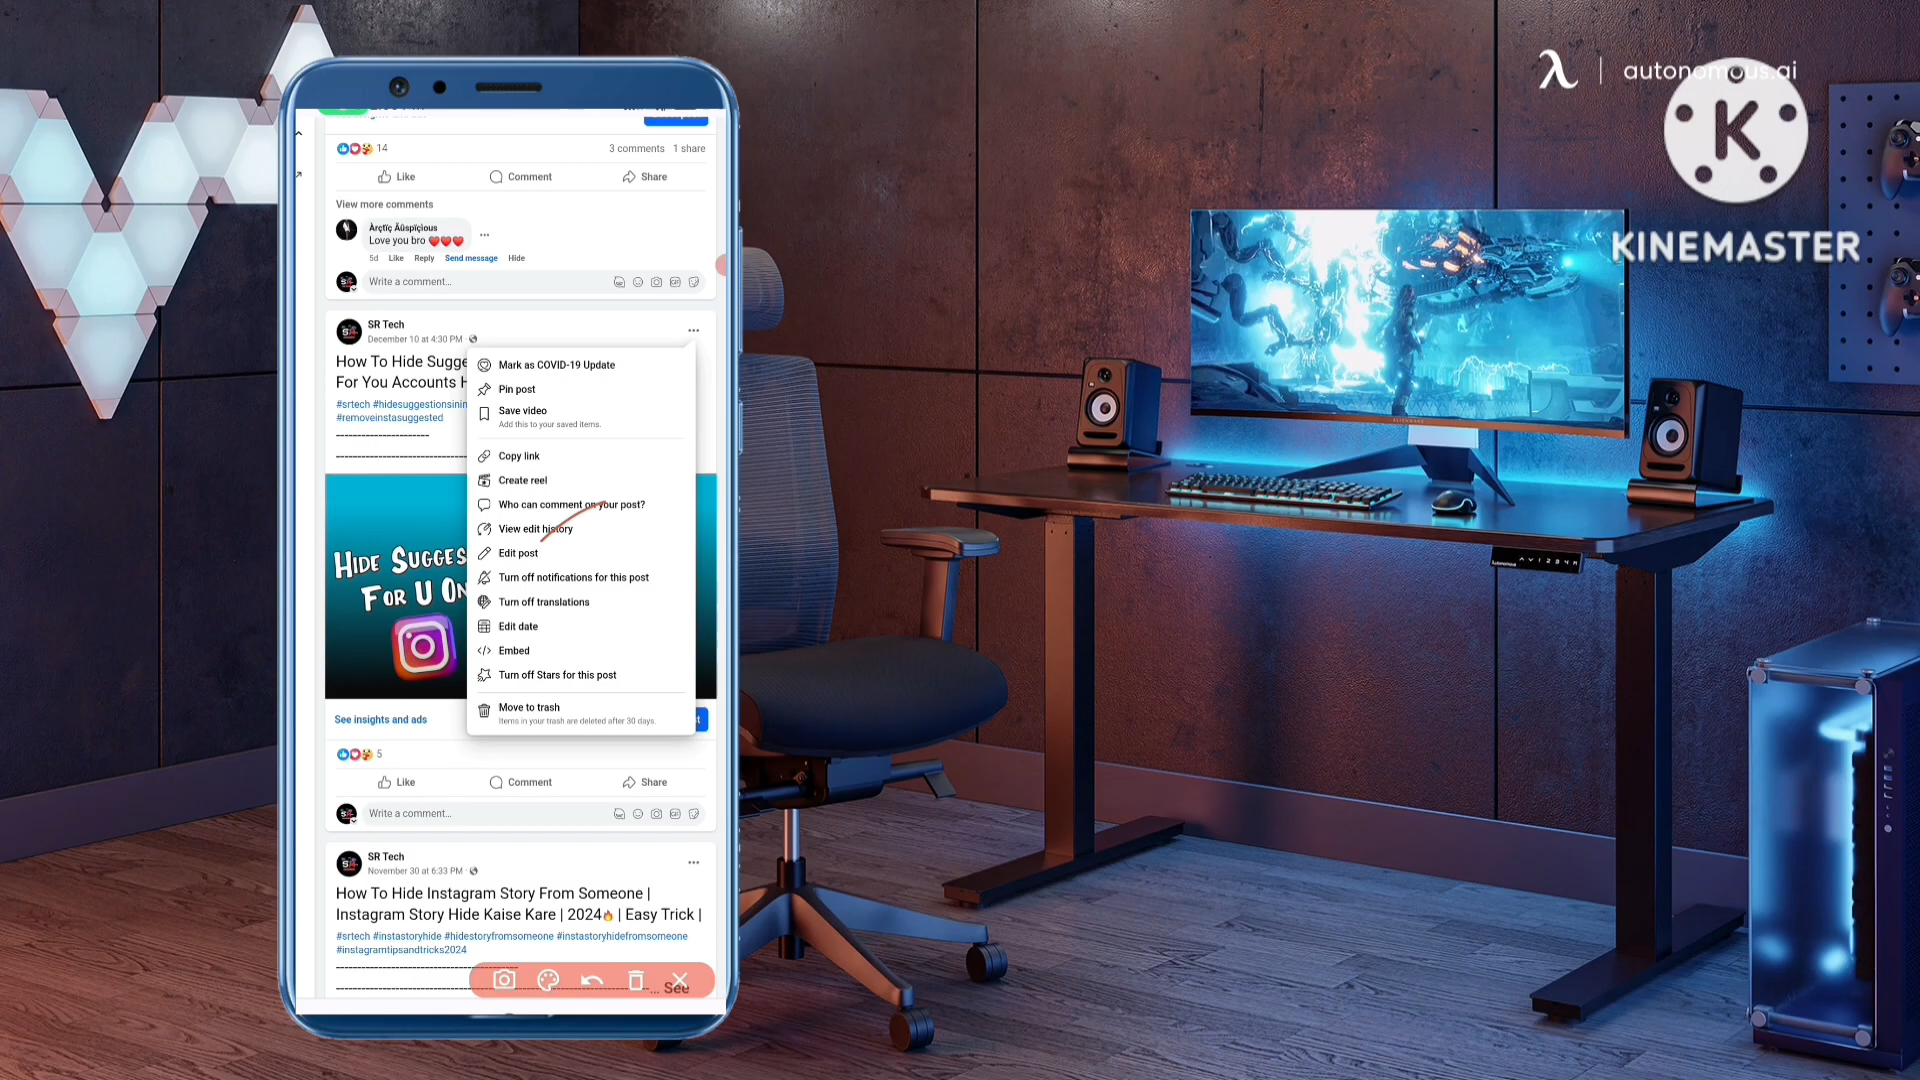 autonomous.ai
K
KINEMASTER
14
3 comments 1 share
Like Comment Share
View more comments
Àrçtïç Äûspïçious
Love you bro
5d Like Reply Send message Hide
Write a comment...
SR Tech
December 10 at 4:30 PM
How To Hide Sugge
For You Accounts H
#srtech #hidesuggestionsinin
#removeinstasuggested
Mark as COVID-19 Update
Pin post
Save video
Add this to your saved items.
Copy link
Create reel
Who can comment on your post?
View edit history
Edit post
Turn off notifications for this post
Turn off translations
Edit date
Embed
Turn off Stars for this post
Move to trash
Items in your trash are deleted after 30 days.
HIDE SUGGES
FOR U ON
See insights and ads
5
Like Comment Share
Write a comment...
SR Tech
November 30 at 6:33 PM
How To Hide Instagram Story From Someone |
Instagram Story Hide Kaise Kare | 2024🔥 | Easy Trick |
#srtech #instastoryhide #hidestoryfromsomeone #instastoryhidefromsomeone
#instagramtipsandtricks2024
... See